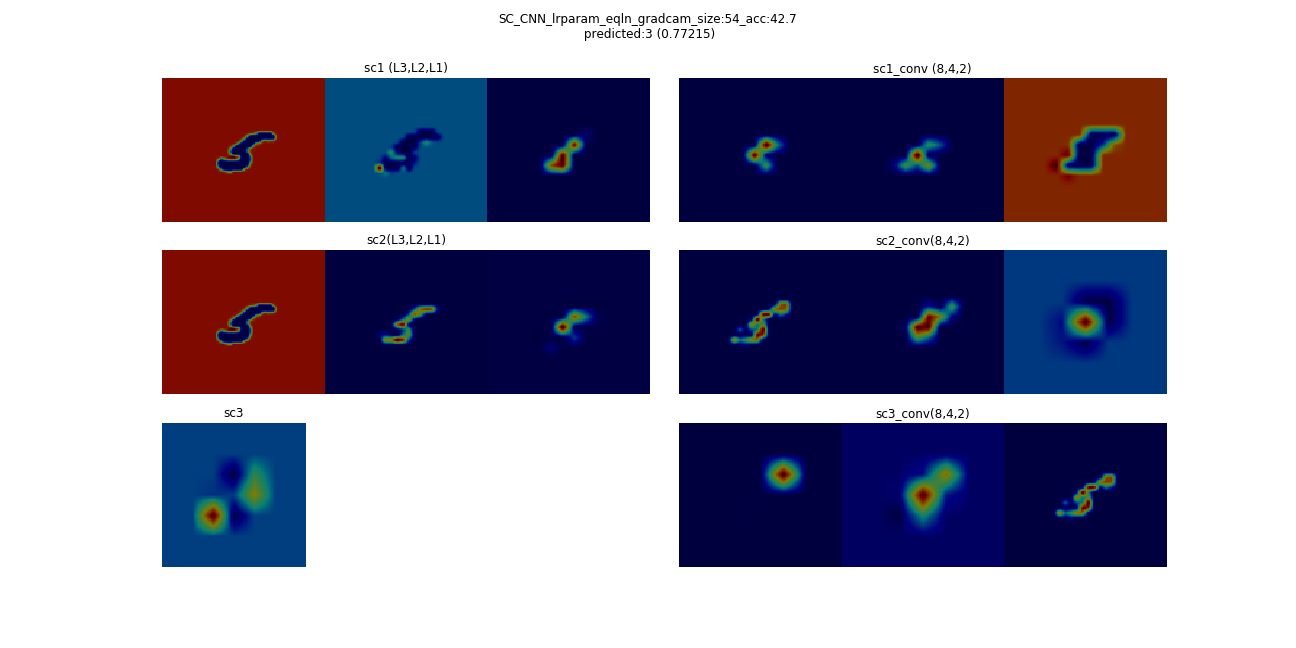 SC_CNN_lrparam_eqln_gradcam_size:54_acc:42.7
predicted:3 (0.77215)
sc1 (L3,L2,L1)
sc1_conv (8,4,2)
sc2(L3,L2,L1)
sc2_conv(8,4,2)
sc3
sc3_conv(8,4,2)